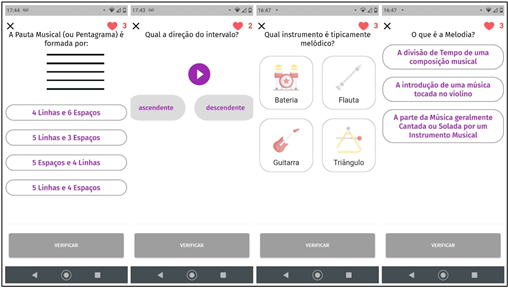 17:44
3
A Pauta Musical (ou Pentagrama) é
formada por:
4 Linhas e 6 Espaços
5 Linhas e 3 Espaços
5 Espaços e 4 Linhas
5 Linhas e 4 Espaços
VERIFICAR
17:43
2
Qual a direção do intervalo?
ascendente
descendente
VERIFICAR
16:47
3
Qual instrumento é tipicamente
melódico?
Bateria
Flauta
Guitarra
Triângulo
VERIFICAR
16:47
3
O que é a Melodia?
A divisão de Tempo de uma
composição musical
A introdução de uma música
tocada no violino
A parte da Música geralmente
Cantada ou Solada por um
Instrumento Musical
VERIFICAR